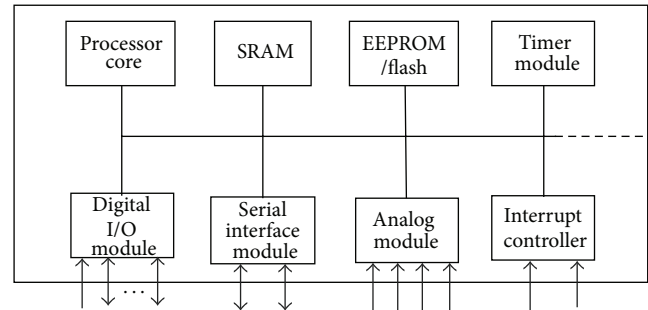 Processor
core
SRAM
EEPROM
/flash
Timer
module
Digital
I/O
module
Serial
interface
module
Analog
module
Interrupt
controller
...